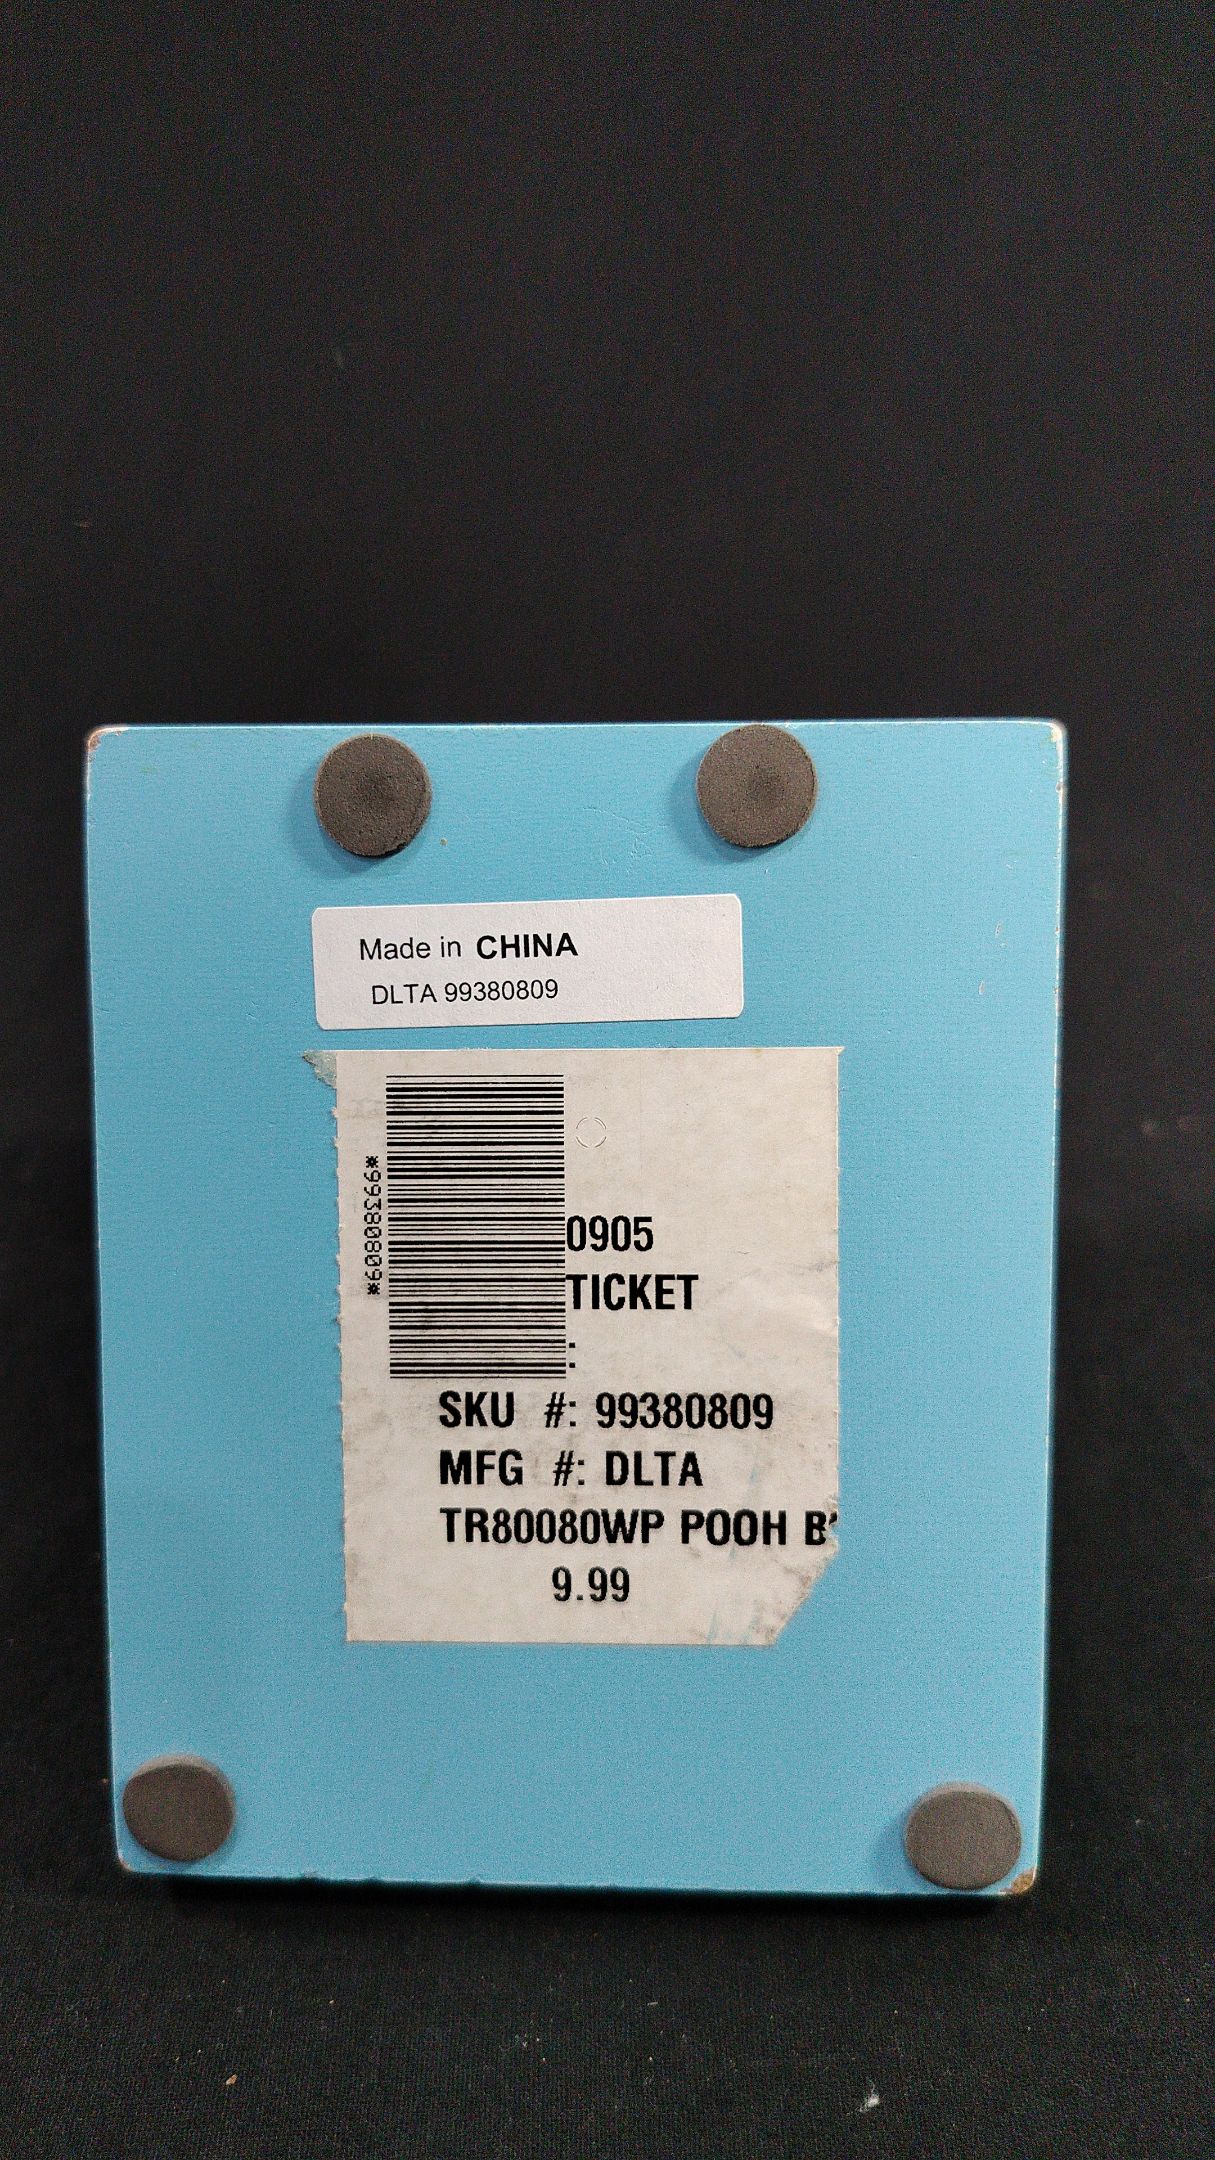 Made in CHINA
DLTA 99380809
*99380809*
0905
TICKET
:
SKU #: 99380809
MFG #: DLTA
TR80080WP POOH B
9.99